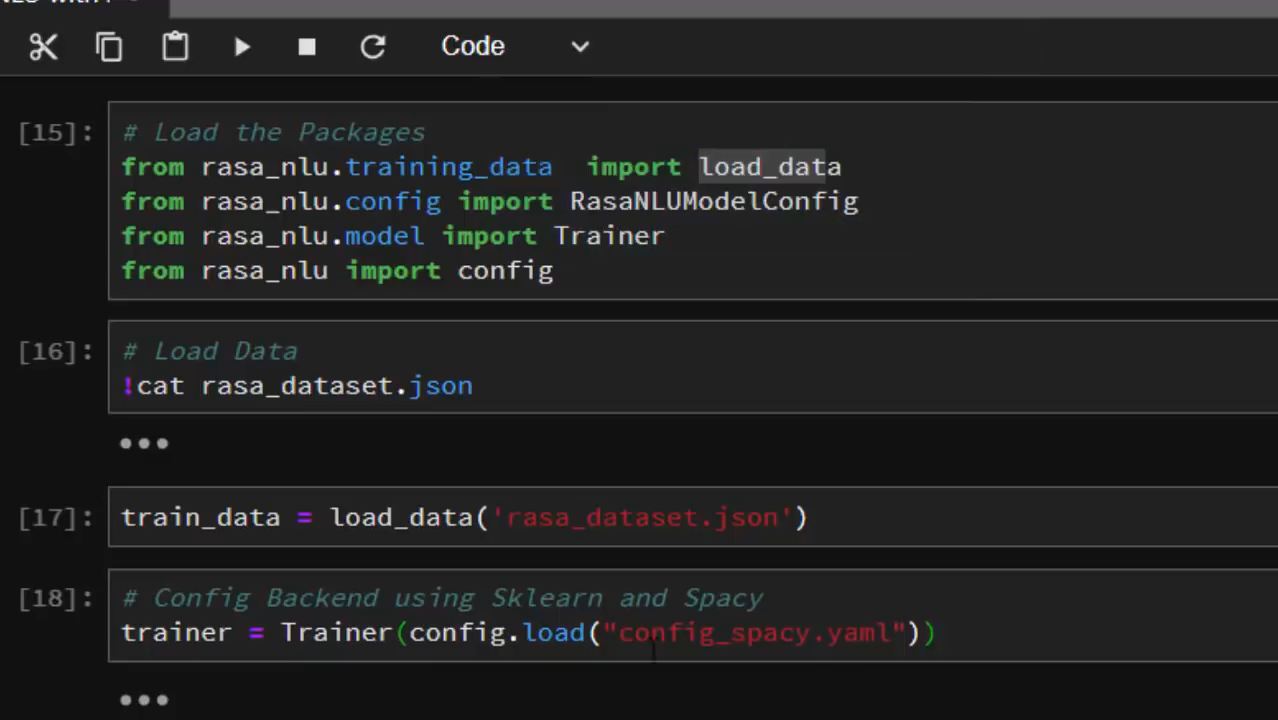 Code
[15]:
# Load the Packages
from rasa_nlu.training_data  import load_data
from rasa_nlu.config import RasaNLUModelConfig
from rasa_nlu.model import Trainer
from rasa_nlu import config
[16]:
# Load Data
!cat rasa_dataset.json
[17]:
train_data = load_data('rasa_dataset.json')
[18]:
# Config Backend using Sklearn and Spacy
trainer = Trainer(config.load("config_spacy.yaml"))